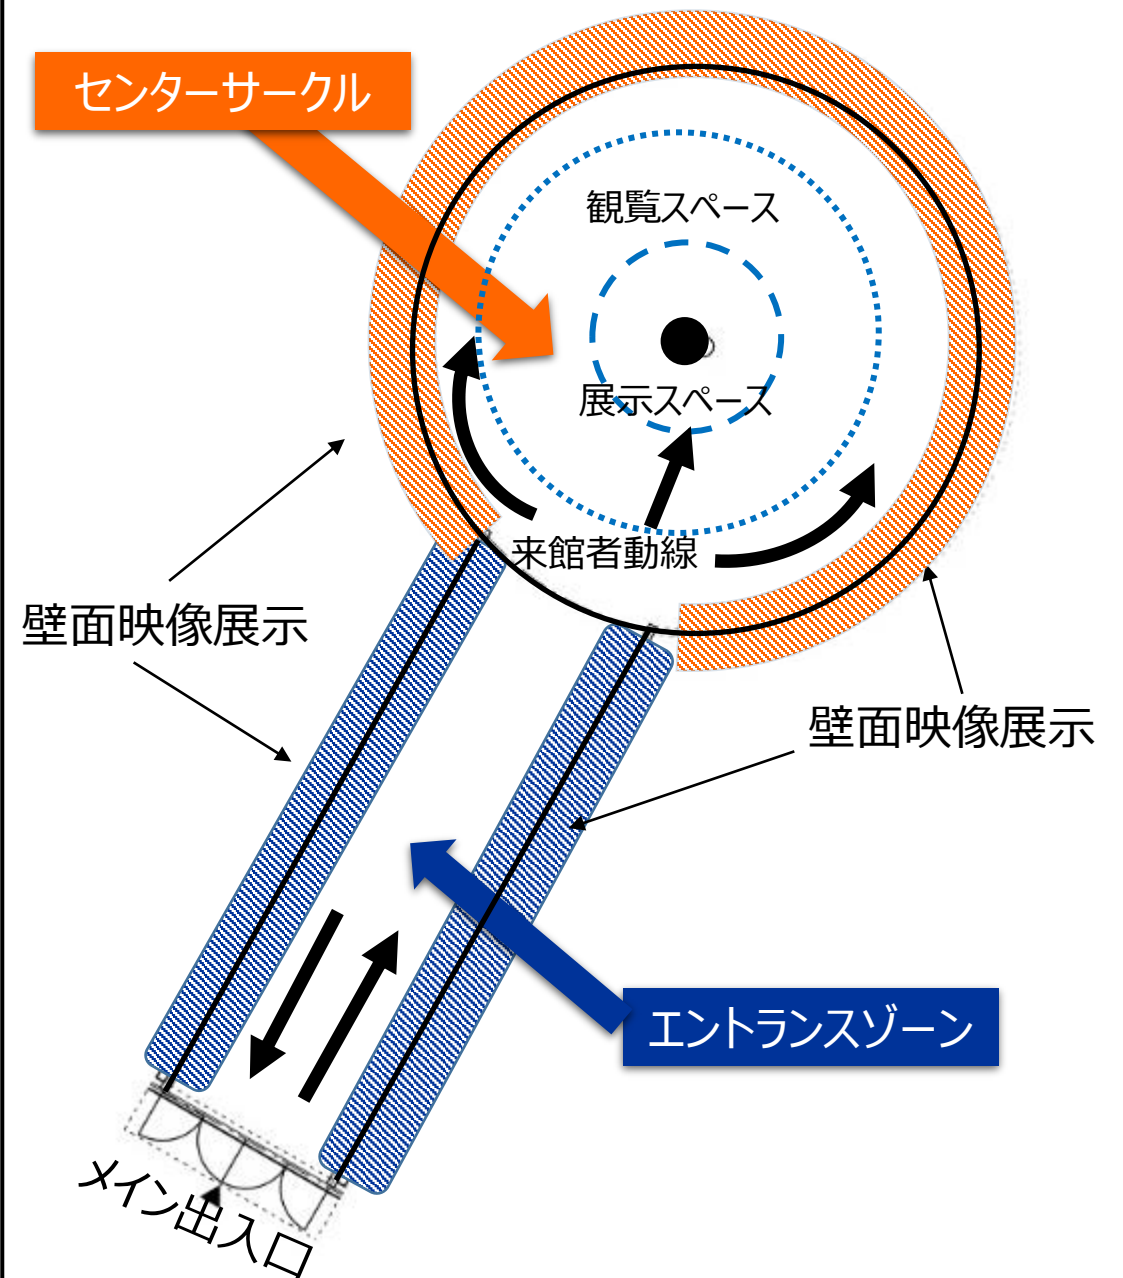 センターサークル
観覧スペース
展示スペース
来館者動線
壁面映像展示
壁面映像展示
エントランスゾーン
メイン出入口